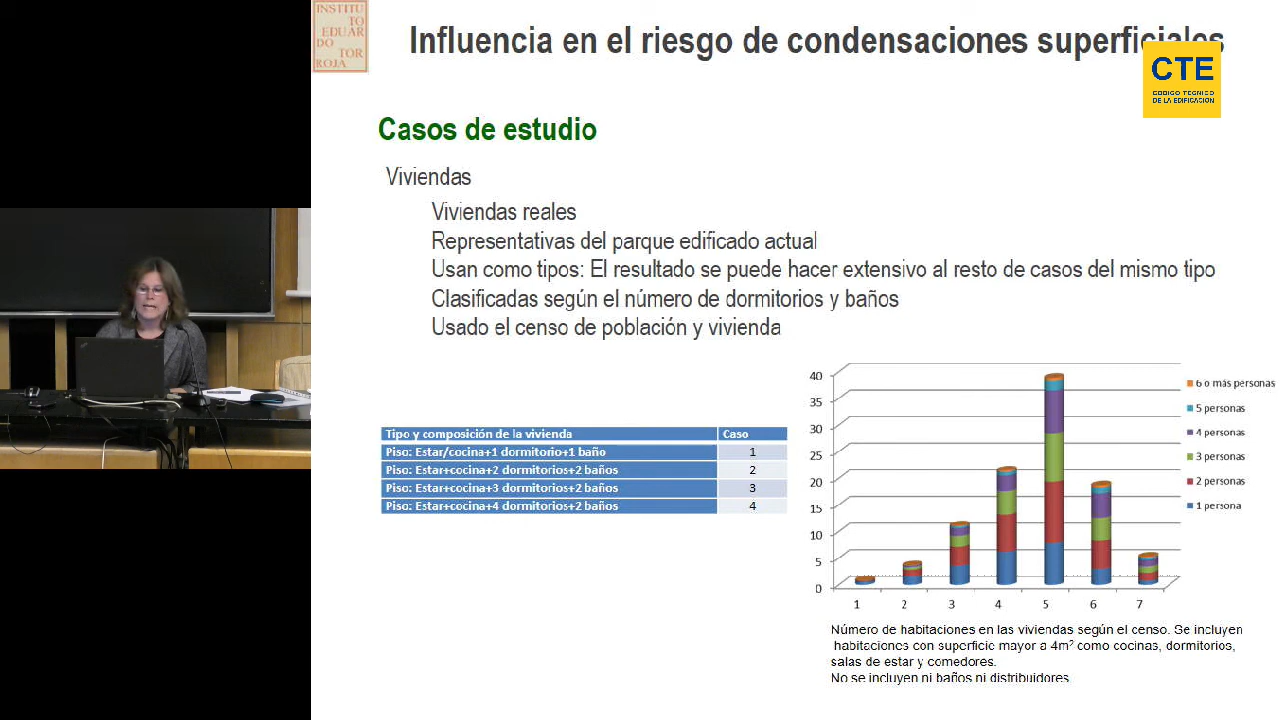 INSTITU
TO
EDUAR
DO
TOR
ROJA
Influencia en el riesgo de condensaciones superficiales
CTE
CÓDIGO TÉCNICO
DE LA EDIFICACIÓN
Casos de estudio
Viviendas
Viviendas reales
Representativas del parque edificado actual
Usan como tipos: El resultado se puede hacer extensivo al resto de casos del mismo tipo
Clasificadas según el número de dormitorios y baños
Usado el censo de población y vivienda
Tipo y composición de la vivienda Caso
Piso: Estar/cocina+1 dormitorio+1 baño 1
Piso: Estar+cocina+2 dormitorios+2 baños 2
Piso: Estar+cocina+3 dormitorios+2 baños 3
Piso: Estar+cocina+4 dormitorios+2 baños 4
40
35
30
25
20
15
10
5
0
1 2 3 4 5 6 7
6 o más personas
5 personas
4 personas
3 personas
2 personas
1 persona
Número de habitaciones en las viviendas según el censo. Se incluyen
habitaciones con superficie mayor a 4m² como cocinas, dormitorios,
salas de estar y comedores.
No se incluyen ni baños ni distribuidores